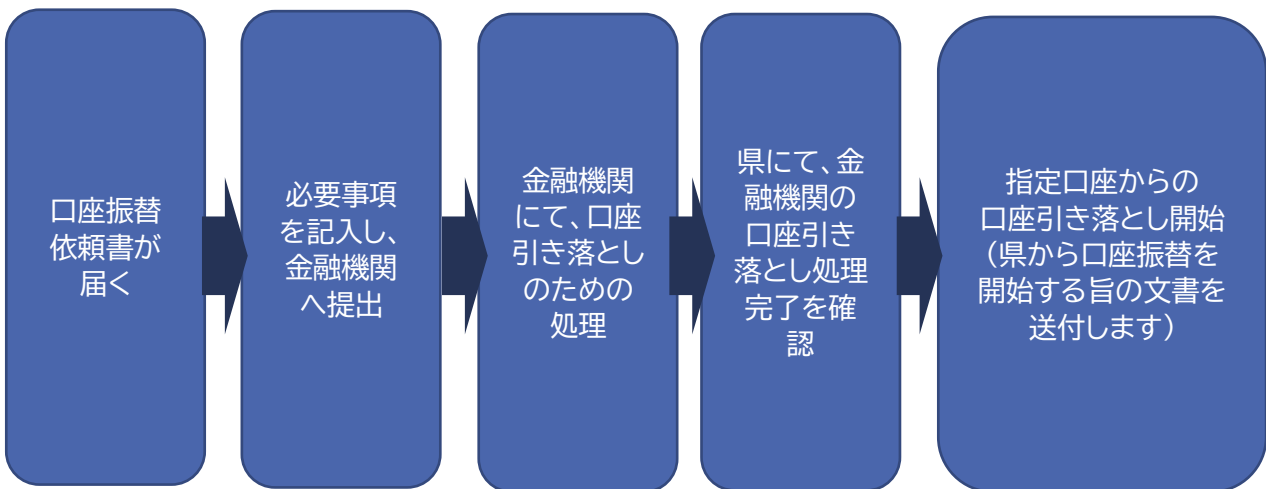 口座振替
依頼書が
届く
必要事項
を記入し、
金融機関
へ提出
金融機関
にて、口座
引き落とし
のための
処理
県にて、金
融機関の
口座引き
落とし処理
完了を確
認
指定口座からの
口座引き落とし開始
（県から口座振替を
開始する旨の文書を
送付します）